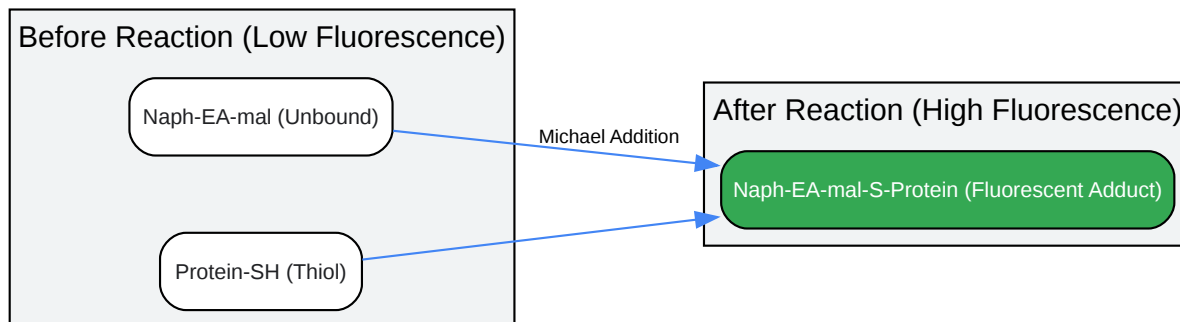 Before Reaction (Low Fluorescence)
Naph-EA-mal (Unbound)
Protein-SH (Thiol)
Michael Addition
After Reaction (High Fluorescence)
Naph-EA-mal-S-Protein (Fluorescent Adduct)